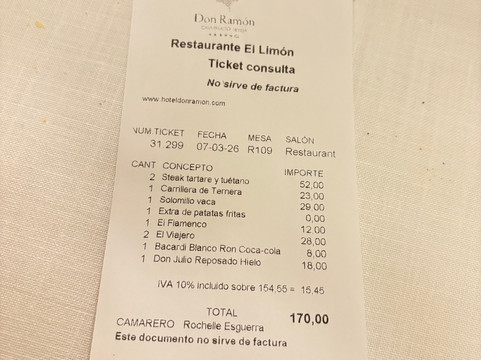 Don Ramón
Restaurante El Limón
Ticket consulta
No sirve de factura
www.hoteldonramon.com
NUM.TICKET FECHA MESA SALÓN
31.299 07-03-26 R109 Restaurant
CANT CONCEPTO IMPORTE
2 Steak tartare y tuétano 52,00
1 Carrillera de Ternera 23,00
1 Solomillo vaca 29,00
1 Extra de patatas fritas 0,00
1 El Flamenco 12,00
2 El Viajero 28,00
1 Bacardi Blanco Ron Coca-cola 8,00
1 Don Julio Reposado Hielo 18,00
IVA 10% incluido sobre 154,55 = 15,45
TOTAL 170,00
CAMARERO Rochelle Esguerra
Este documento no sirve de factura